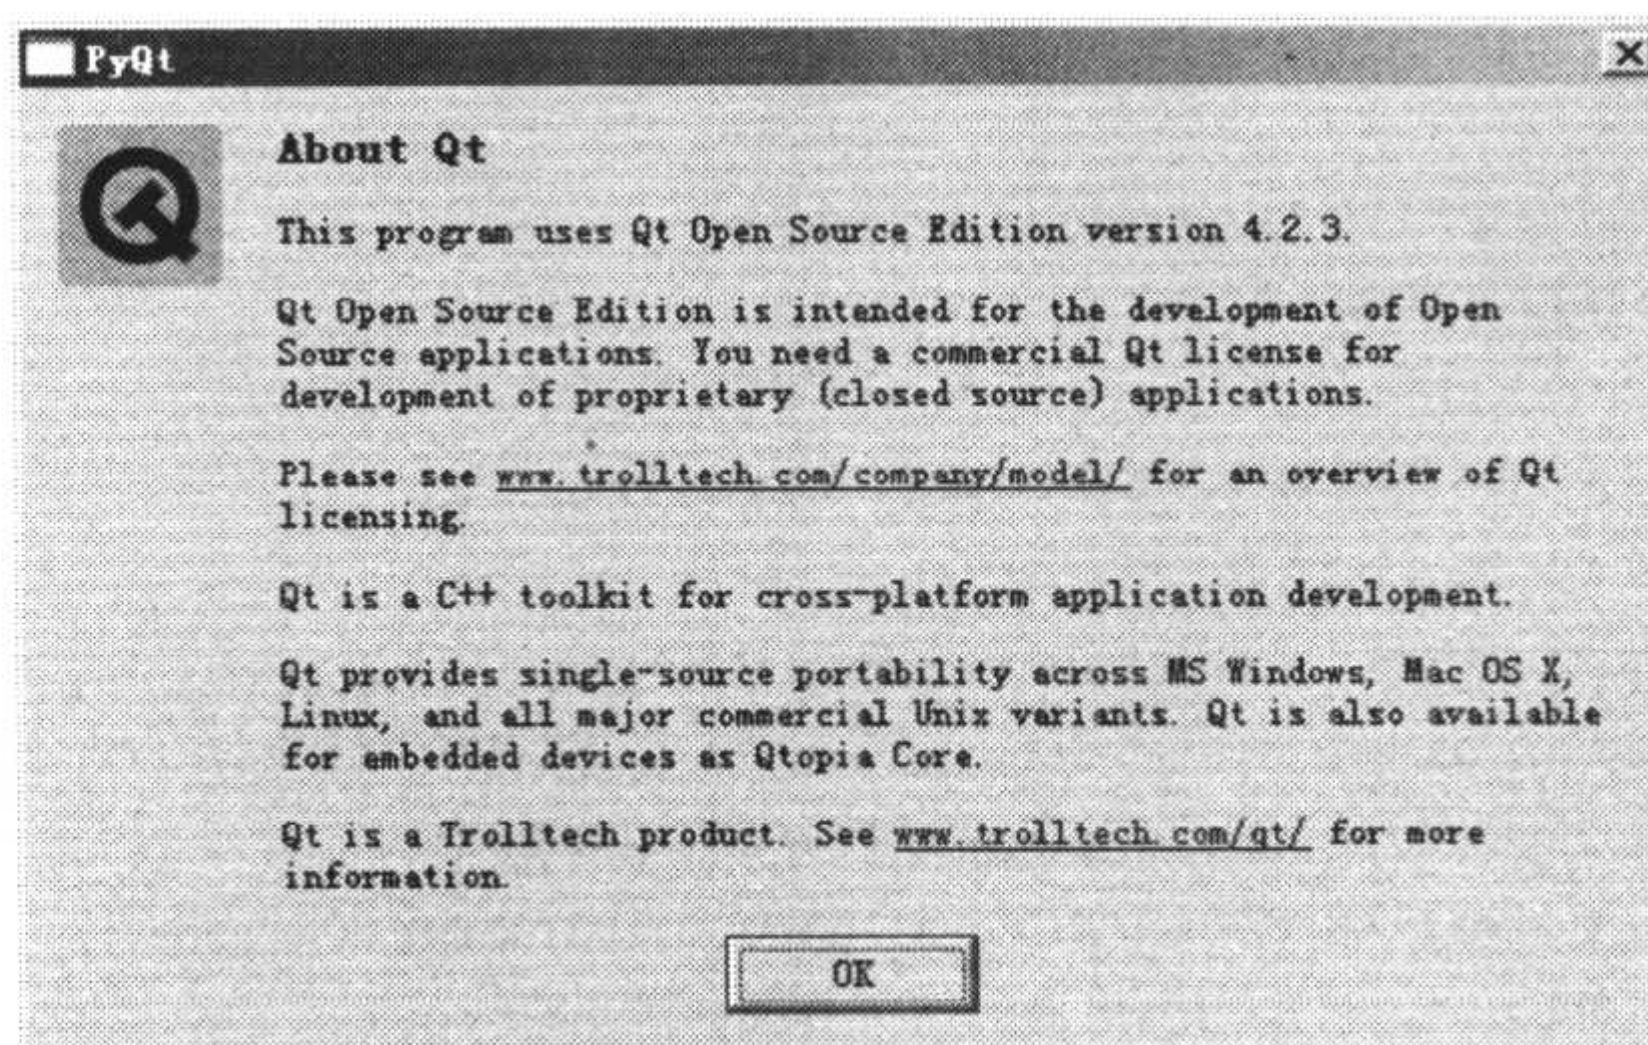 PyQt
About Qt
This program uses Qt Open Source Edition version 4.2.3.
Qt Open Source Edition is intended for the development of Open
Source applications. You need a commercial Qt license for
development of proprietary (closed source) applications.
Please see www.trolltech.com/company/model/ for an overview of Qt
licensing.
Qt is a C++ toolkit for cross-platform application development.
Qt provides single-source portability across MS Windows, Mac OS X,
Linux, and all major commercial Unix variants. Qt is also available
for embedded devices as Qtopia Core.
Qt is a Trolltech product. See www.trolltech.com/qt/ for more
information.
OK